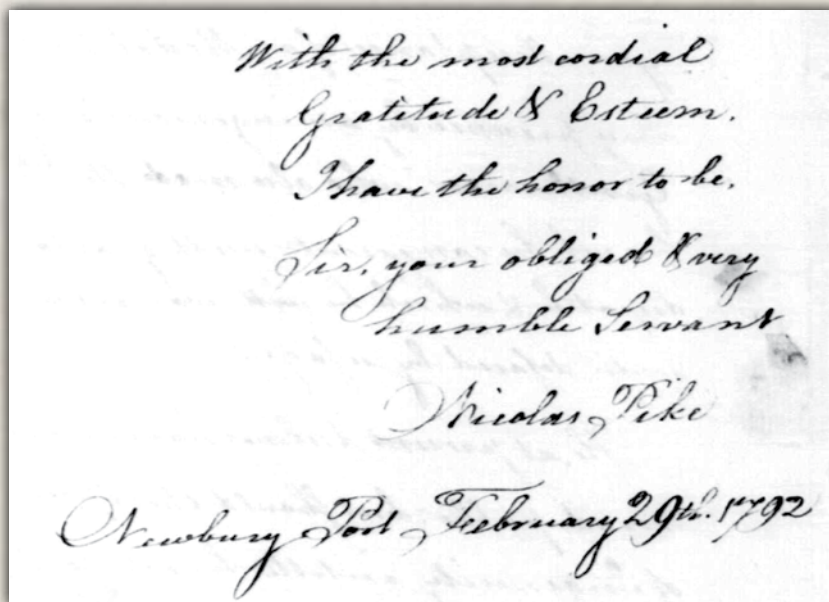 With the most cordial
Gratitude & Esteem.
I have the honor to be,
Sir, your obliged & very
humble Servant
Nicolas Pike
Newbury Port February 29th. 1792